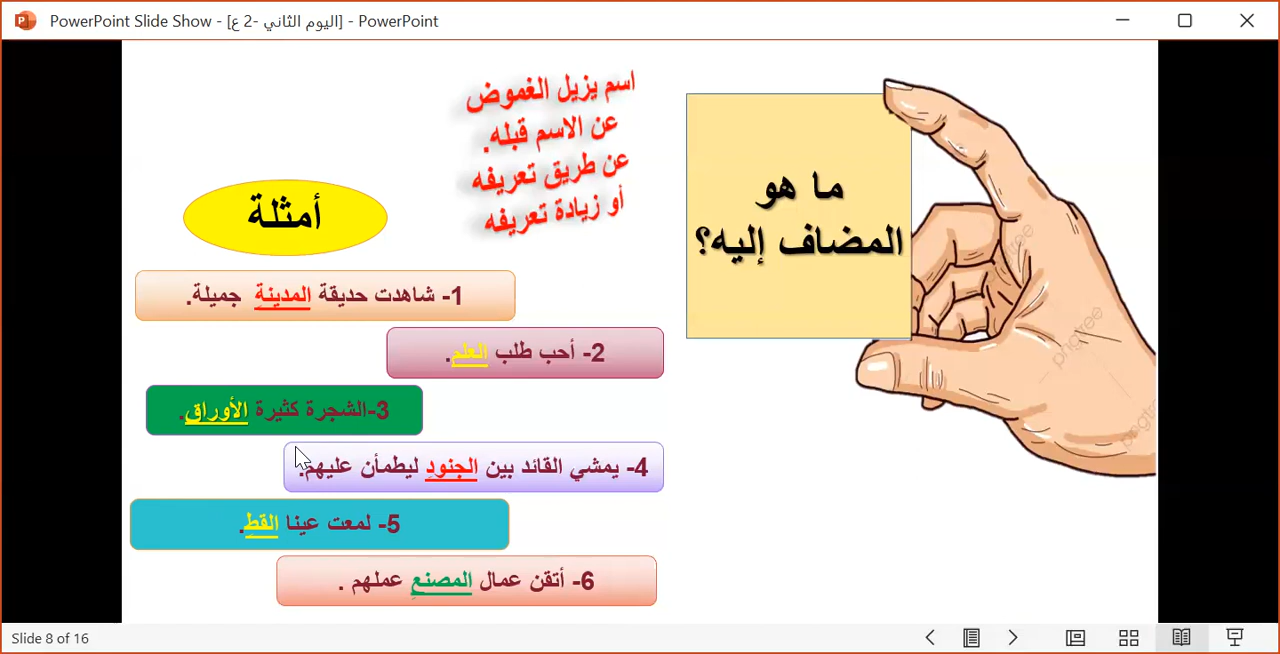 PowerPoint Slide Show - [اليوم الثاني -2 ع] - PowerPoint
ما هو
المضاف إليه؟
اسم يزيل الغموض
عن الاسم قبله.
عن طريق تعريفه
أو زيادة تعريفه
أمثلة
1- شاهدت حديقة المدينةِ جميلة.
2- أحب طلب العلمِ.
3-الشجرة كثيرة الأوراقِ.
4- يمشي القائد بين الجنودِ ليطمأن عليهم.
5- لمعت عينا القطِ.
6- أتقن عمال المصنعِ عملهم .
pngtree
pngtree
pngtree
Slide 8 of 16